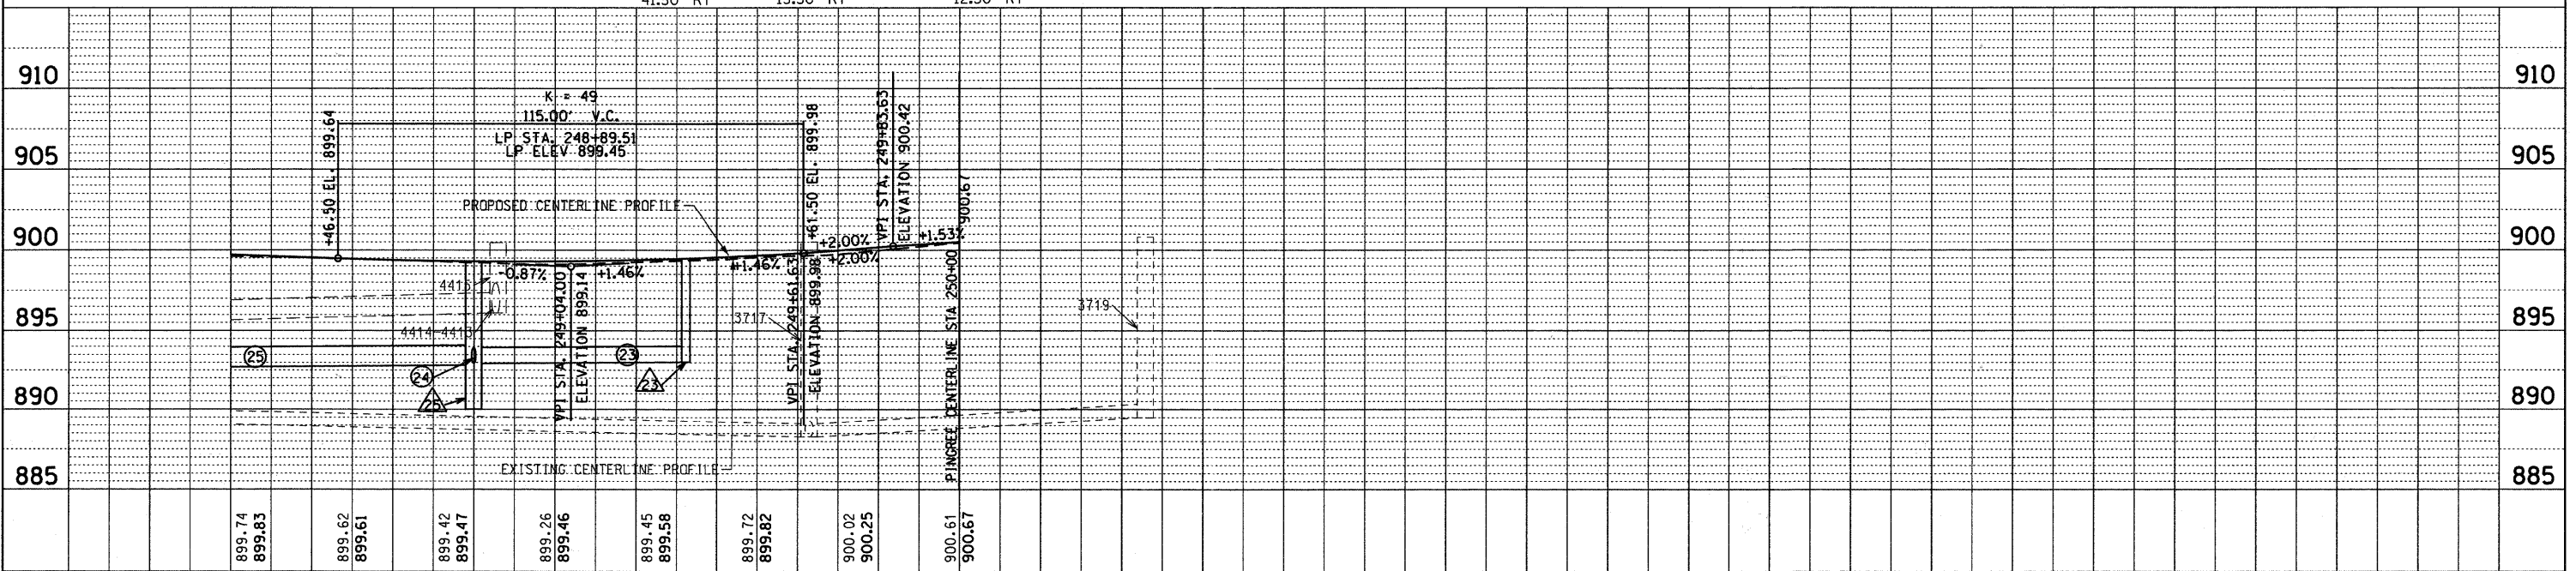 910
905
900
895
890
885
K = 49
115.00' V.C.
LP STA. 248+89.51
LP ELEV 899.45
+46.50 EL. 899.64
+61.50 EL. 899.98
VPI STA. 249+83.63
ELEVATION 900.42
900.67
PROPOSED CENTERLINE PROFILE
+2.00%
+1.53%
-0.87%
+1.46%
+1.46%
+2.00%
4415
4414-4413
3717
3719
VPI STA. 249+04.00
ELEVATION 899.14
VPI STA. 249+61.63
ELEVATION 899.98
PINGREE CENTERLINE STA 250+00
25
24
25
23
23
EXISTING CENTERLINE PROFILE
910
905
900
895
890
885
899.74
899.83
899.62
899.61
899.42
899.47
899.26
899.46
899.45
899.58
899.72
899.82
900.02
900.25
900.61
900.67